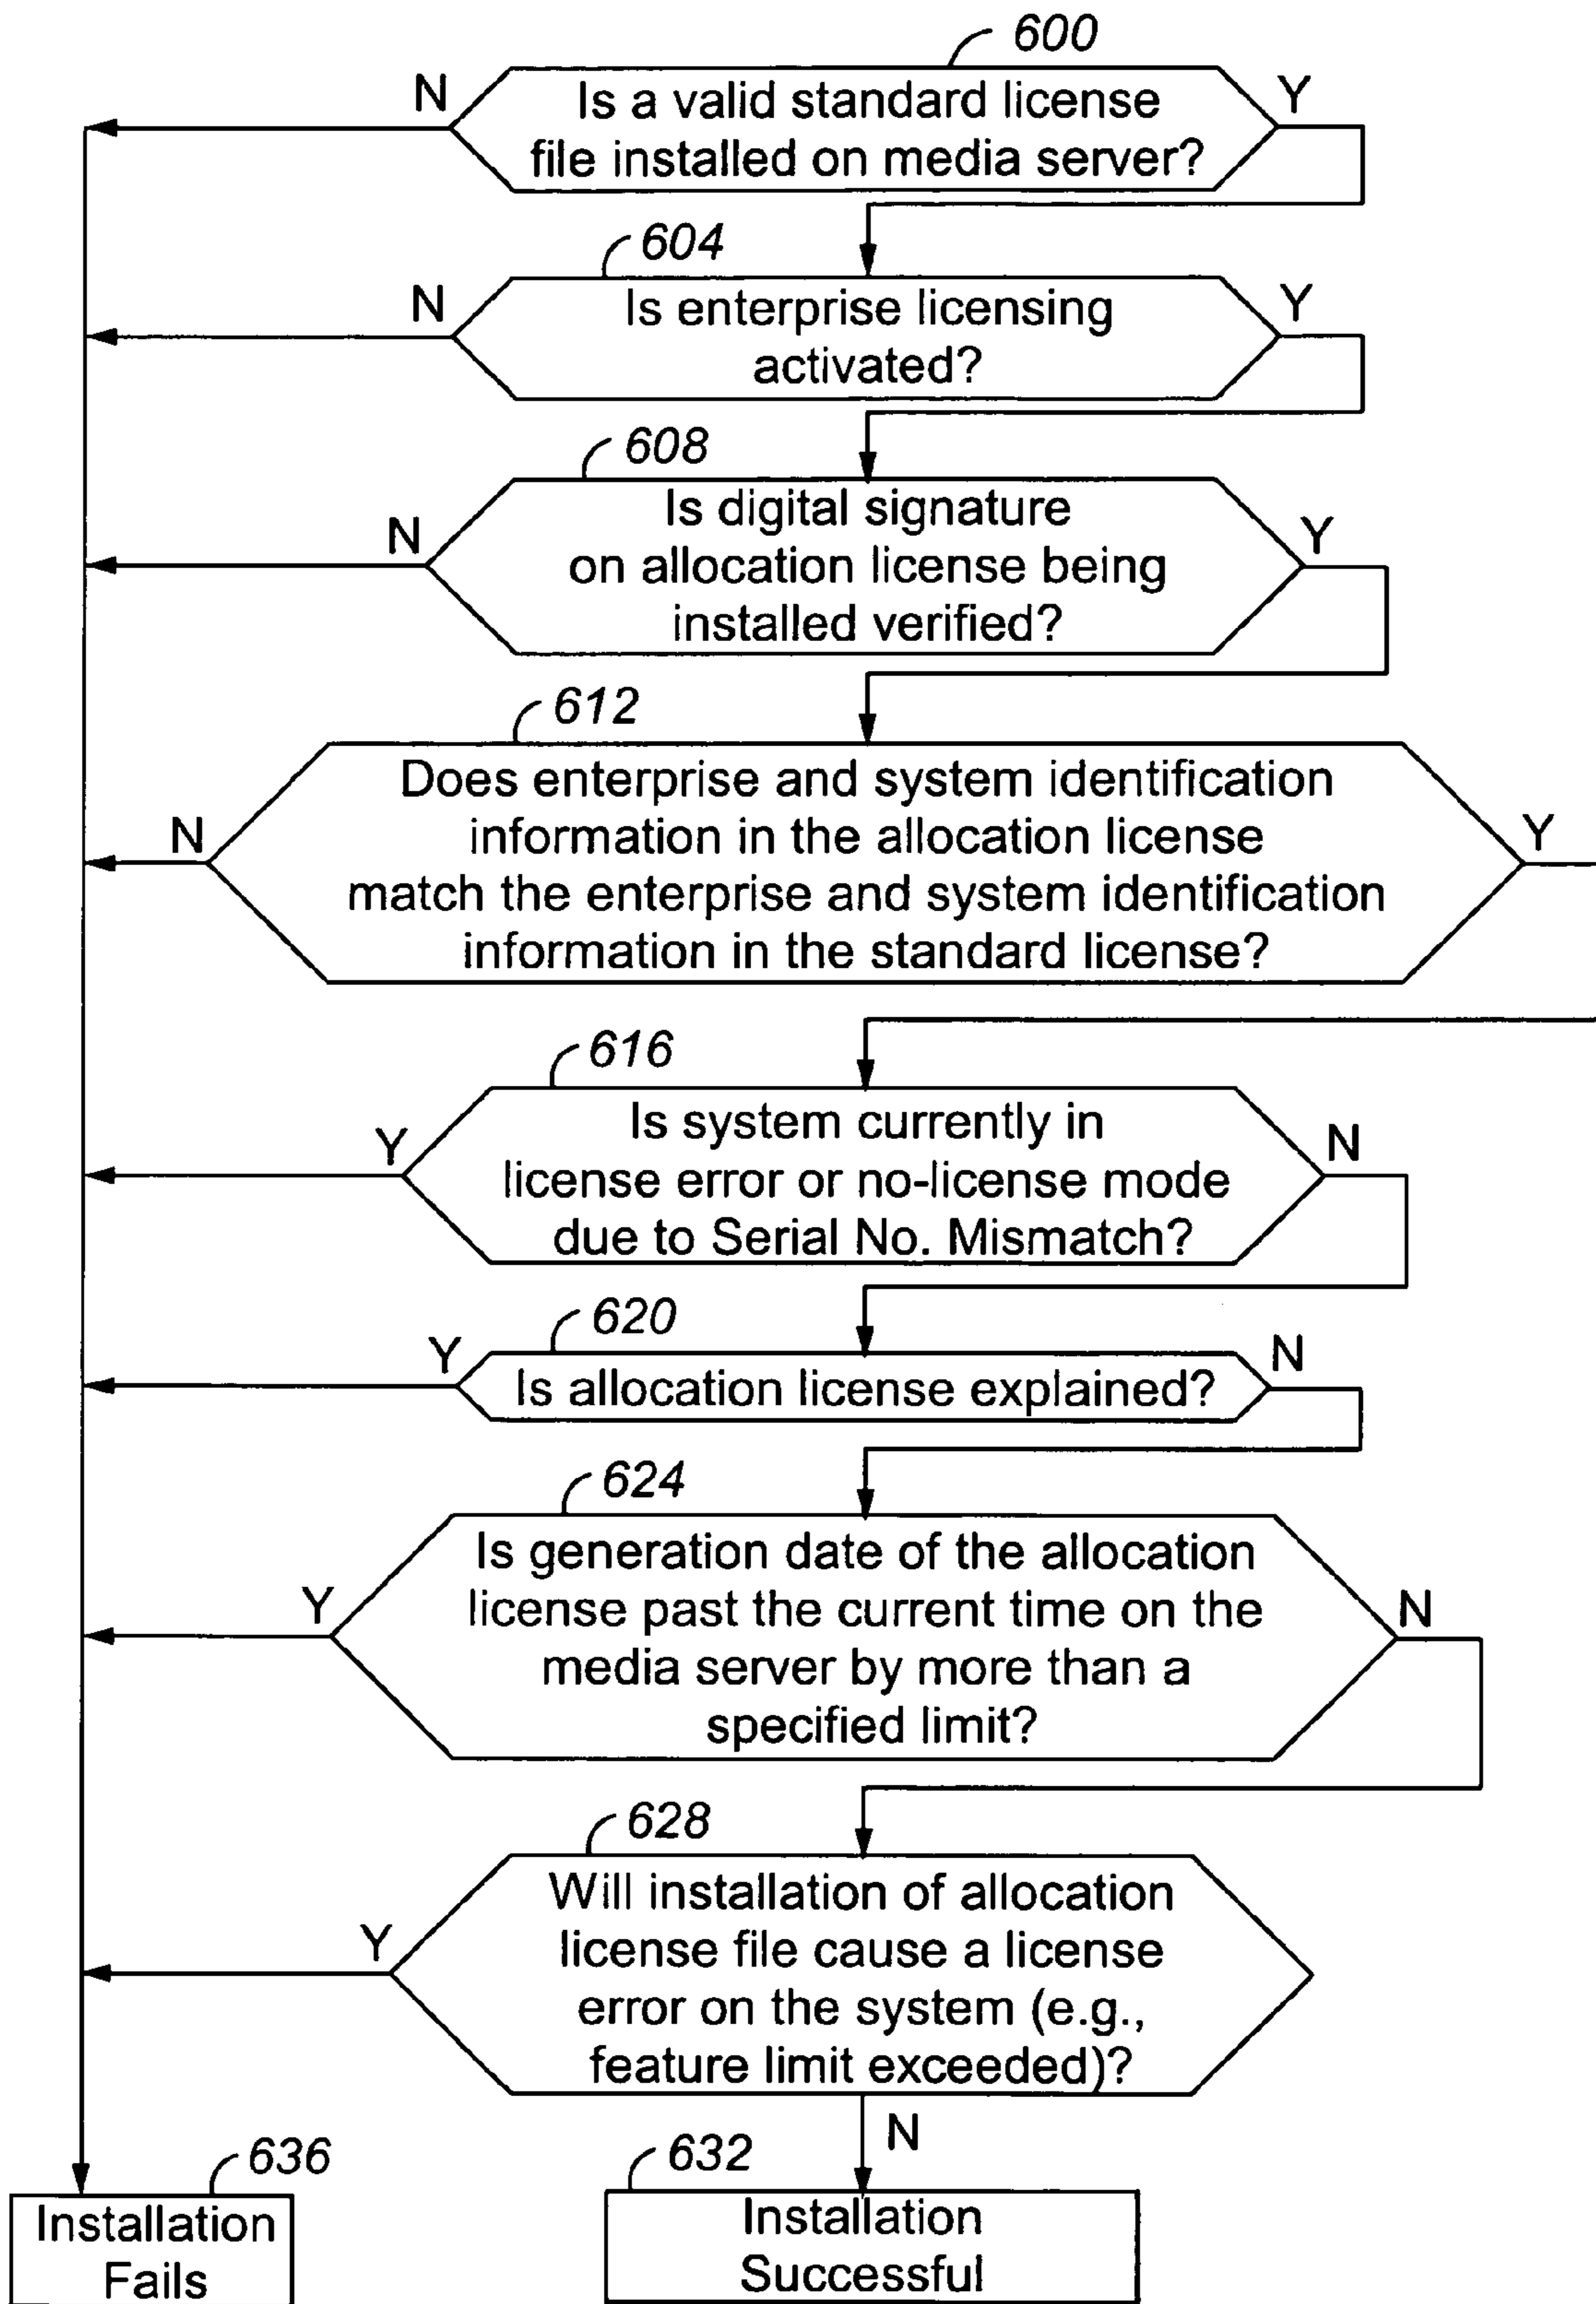 600
N
Is a valid standard license
file installed on media server?
Y
604
N
Is enterprise licensing
activated?
Y
608
N
Is digital signature
on allocation license being
installed verified?
Y
612
N
Does enterprise and system identification
information in the allocation license
match the enterprise and system identification
information in the standard license?
Y
616
Y
Is system currently in
license error or no-license mode
due to Serial No. Mismatch?
N
620
Y
Is allocation license explained?
N
624
Y
Is generation date of the allocation
license past the current time on the
media server by more than a
specified limit?
N
628
Y
Will installation of allocation
license file cause a license
error on the system (e.g.,
feature limit exceeded)?
N
636
Installation
Fails
632
Installation
Successful